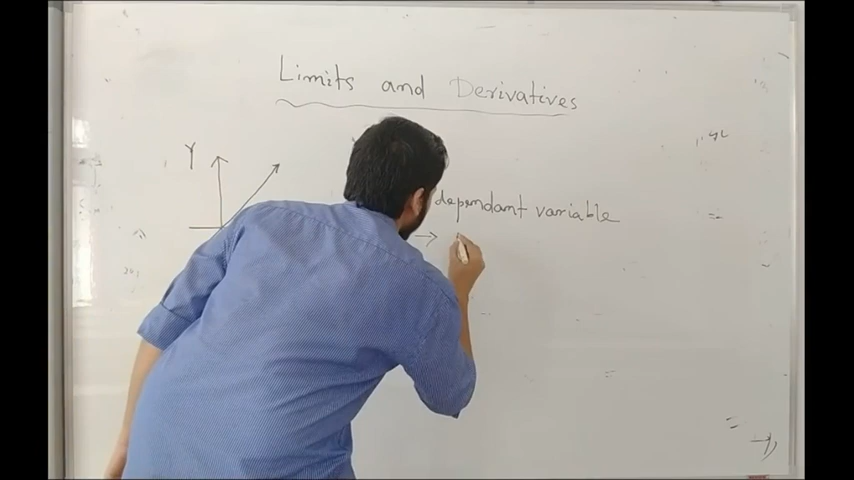 Limits and Derivatives
Y
dependant variable
→